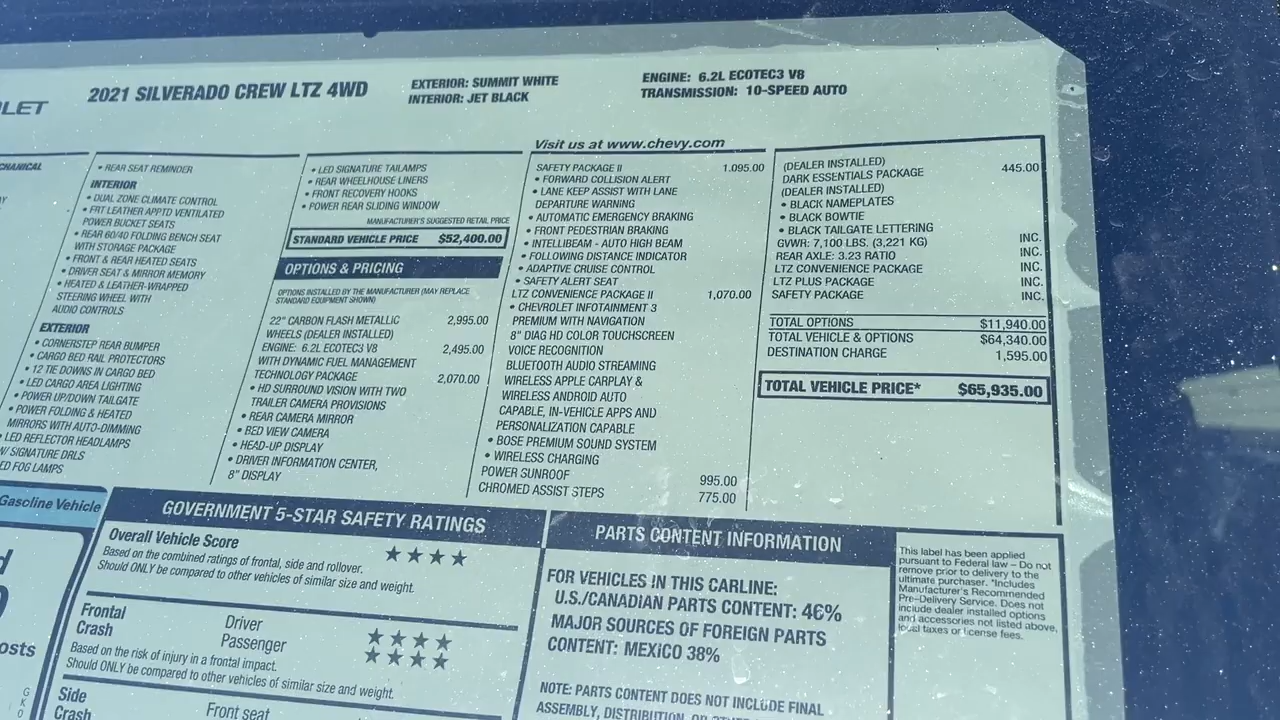 LET
2021 SILVERADO CREW LTZ 4WD
EXTERIOR: SUMMIT WHITE
INTERIOR: JET BLACK
ENGINE: 6.2L ECOTEC3 V8
TRANSMISSION: 10-SPEED AUTO
CHANICAL
• REAR SEAT REMINDER
INTERIOR
• DUAL ZONE CLIMATE CONTROL
• FRT LEATHER APPTD VENTILATED
POWER BUCKET SEATS
• REAR 60/40 FOLDING BENCH SEAT
WITH STORAGE PACKAGE
• FRONT & REAR HEATED SEATS
• DRIVER SEAT & MIRROR MEMORY
• HEATED & LEATHER-WRAPPED
STEERING WHEEL WITH
AUDIO CONTROLS
EXTERIOR
• CORNERSTEP REAR BUMPER
• CARGO BED RAIL PROTECTORS
• 12 TIE DOWNS IN CARGO BED
• LED CARGO AREA LIGHTING
• POWER UP/DOWN TAILGATE
• POWER FOLDING & HEATED
MIRRORS WITH AUTO-DIMMING
• LED REFLECTOR HEADLAMPS
W/ SIGNATURE DRLS
ED FOG LAMPS
• LED SIGNATURE TAILAMPS
• REAR WHEELHOUSE LINERS
• FRONT RECOVERY HOOKS
• POWER REAR SLIDING WINDOW
MANUFACTURER'S SUGGESTED RETAIL PRICE
STANDARD VEHICLE PRICE $52,400.00
OPTIONS & PRICING
OPTIONS INSTALLED BY THE MANUFACTURER (MAY REPLACE
STANDARD EQUIPMENT SHOWN)
22" CARBON FLASH METALLIC 2,995.00
WHEELS (DEALER INSTALLED)
ENGINE: 6.2L ECOTEC3 V8 2,495.00
WITH DYNAMIC FUEL MANAGEMENT
TECHNOLOGY PACKAGE 2,070.00
• HD SURROUND VISION WITH TWO
TRAILER CAMERA PROVISIONS
• REAR CAMERA MIRROR
• BED VIEW CAMERA
• HEAD-UP DISPLAY
• DRIVER INFORMATION CENTER,
8" DISPLAY
Visit us at www.chevy.com
SAFETY PACKAGE II 1,095.00
• FORWARD COLLISION ALERT
• LANE KEEP ASSIST WITH LANE
DEPARTURE WARNING
• AUTOMATIC EMERGENCY BRAKING
• FRONT PEDESTRIAN BRAKING
• INTELLIBEAM - AUTO HIGH BEAM
• FOLLOWING DISTANCE INDICATOR
• ADAPTIVE CRUISE CONTROL
• SAFETY ALERT SEAT
LTZ CONVENIENCE PACKAGE II 1,070.00
• CHEVROLET INFOTAINMENT 3
PREMIUM WITH NAVIGATION
8" DIAG HD COLOR TOUCHSCREEN
VOICE RECOGNITION
BLUETOOTH AUDIO STREAMING
WIRELESS APPLE CARPLAY &
WIRELESS ANDROID AUTO
CAPABLE, IN-VEHICLE APPS AND
PERSONALIZATION CAPABLE
• BOSE PREMIUM SOUND SYSTEM
• WIRELESS CHARGING
POWER SUNROOF 995.00
CHROMED ASSIST STEPS 775.00
(DEALER INSTALLED)
DARK ESSENTIALS PACKAGE 445.00
(DEALER INSTALLED)
• BLACK NAMEPLATES
• BLACK BOWTIE
• BLACK TAILGATE LETTERING
GVWR: 7,100 LBS. (3,221 KG) INC.
REAR AXLE: 3.23 RATIO INC.
LTZ CONVENIENCE PACKAGE INC.
LTZ PLUS PACKAGE INC.
SAFETY PACKAGE INC.
TOTAL OPTIONS $11,940.00
TOTAL VEHICLE & OPTIONS $64,340.00
DESTINATION CHARGE 1,595.00
TOTAL VEHICLE PRICE* $65,935.00
Gasoline Vehicle
osts
GOVERNMENT 5-STAR SAFETY RATINGS
Overall Vehicle Score ★★★★
Based on the combined ratings of frontal, side and rollover.
Should ONLY be compared to other vehicles of similar size and weight.
Frontal Driver ★★★★
Crash Passenger ★★★★
Based on the risk of injury in a frontal impact.
Should ONLY be compared to other vehicles of similar size and weight.
Side Front seat
Crash
PARTS CONTENT INFORMATION
FOR VEHICLES IN THIS CARLINE:
U.S./CANADIAN PARTS CONTENT: 46%
MAJOR SOURCES OF FOREIGN PARTS
CONTENT: MEXICO 38%
NOTE: PARTS CONTENT DOES NOT INCLUDE FINAL
ASSEMBLY, DISTRIBUTION, OR
This label has been applied
pursuant to Federal law – Do not
remove prior to delivery to the
ultimate purchaser. *Includes
Manufacturer's Recommended
Pre-Delivery Service. Does not
include dealer installed options
and accessories not listed above,
local taxes or license fees.